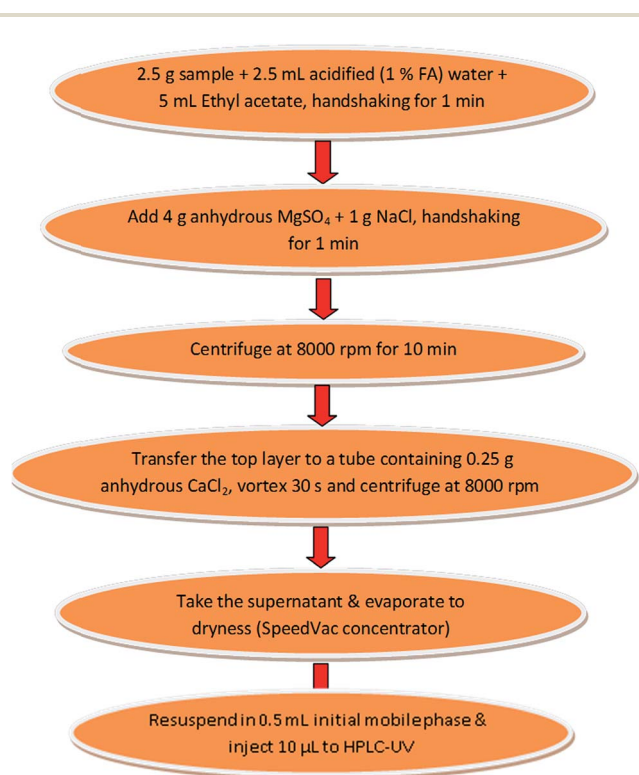 2.5 g sample + 2.5 mL acidified (1 % FA) water +
5 mL Ethyl acetate, handshaking for 1 min
Add 4 g anhydrous MgSO₄ + 1 g NaCl, handshaking
for 1 min
Centrifuge at 8000 rpm for 10 min
Transfer the top layer to a tube containing 0.25 g
anhydrous CaCl₂, vortex 30 s and centrifuge at 8000 rpm
Take the supernatant & evaporate to
dryness (SpeedVac concentrator)
Resuspend in 0.5 mL initial mobile phase &
inject 10 µL to HPLC-UV